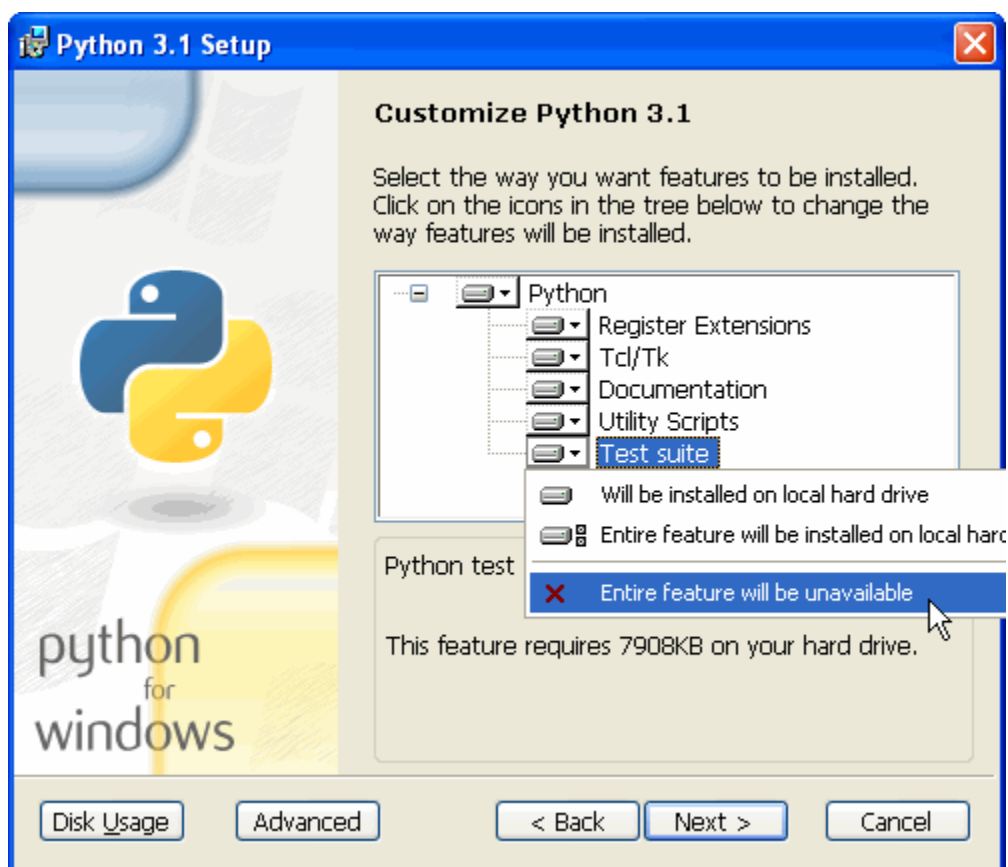 Python 3.1 Setup
Customize Python 3.1
Select the way you want features to be installed.
Click on the icons in the tree below to change the
way features will be installed.
Python
Register Extensions
Tcl/Tk
Documentation
Utility Scripts
Test suite
Will be installed on local hard drive
Entire feature will be installed on local hard
Entire feature will be unavailable
Python test
This feature requires 7908KB on your hard drive.
python
for
windows
Disk Usage
Advanced
< Back
Next >
Cancel